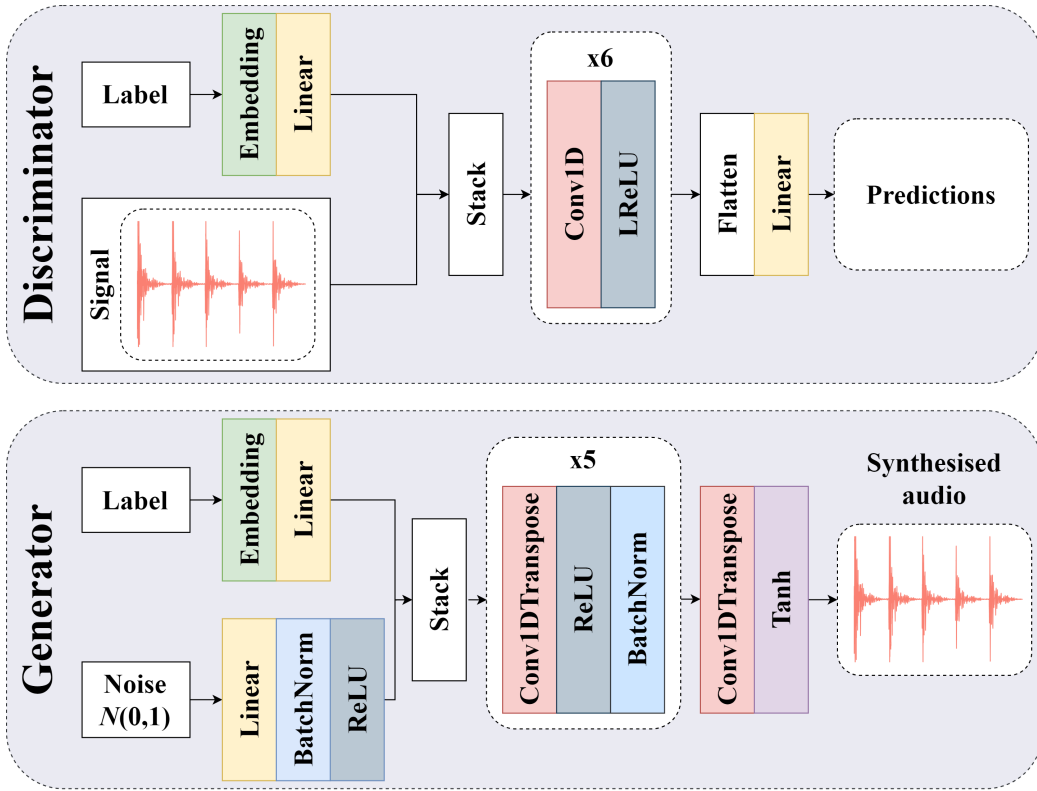 Discriminator
Label
Embedding
Linear
Signal
Stack
x6
Conv1D
LReLU
Flatten
Linear
Predictions
Generator
Label
Embedding
Linear
Noise
N(0,1)
Linear
BatchNorm
ReLU
Stack
x5
Conv1DTranspose
ReLU
BatchNorm
Conv1DTranspose
Tanh
Synthesised
audio